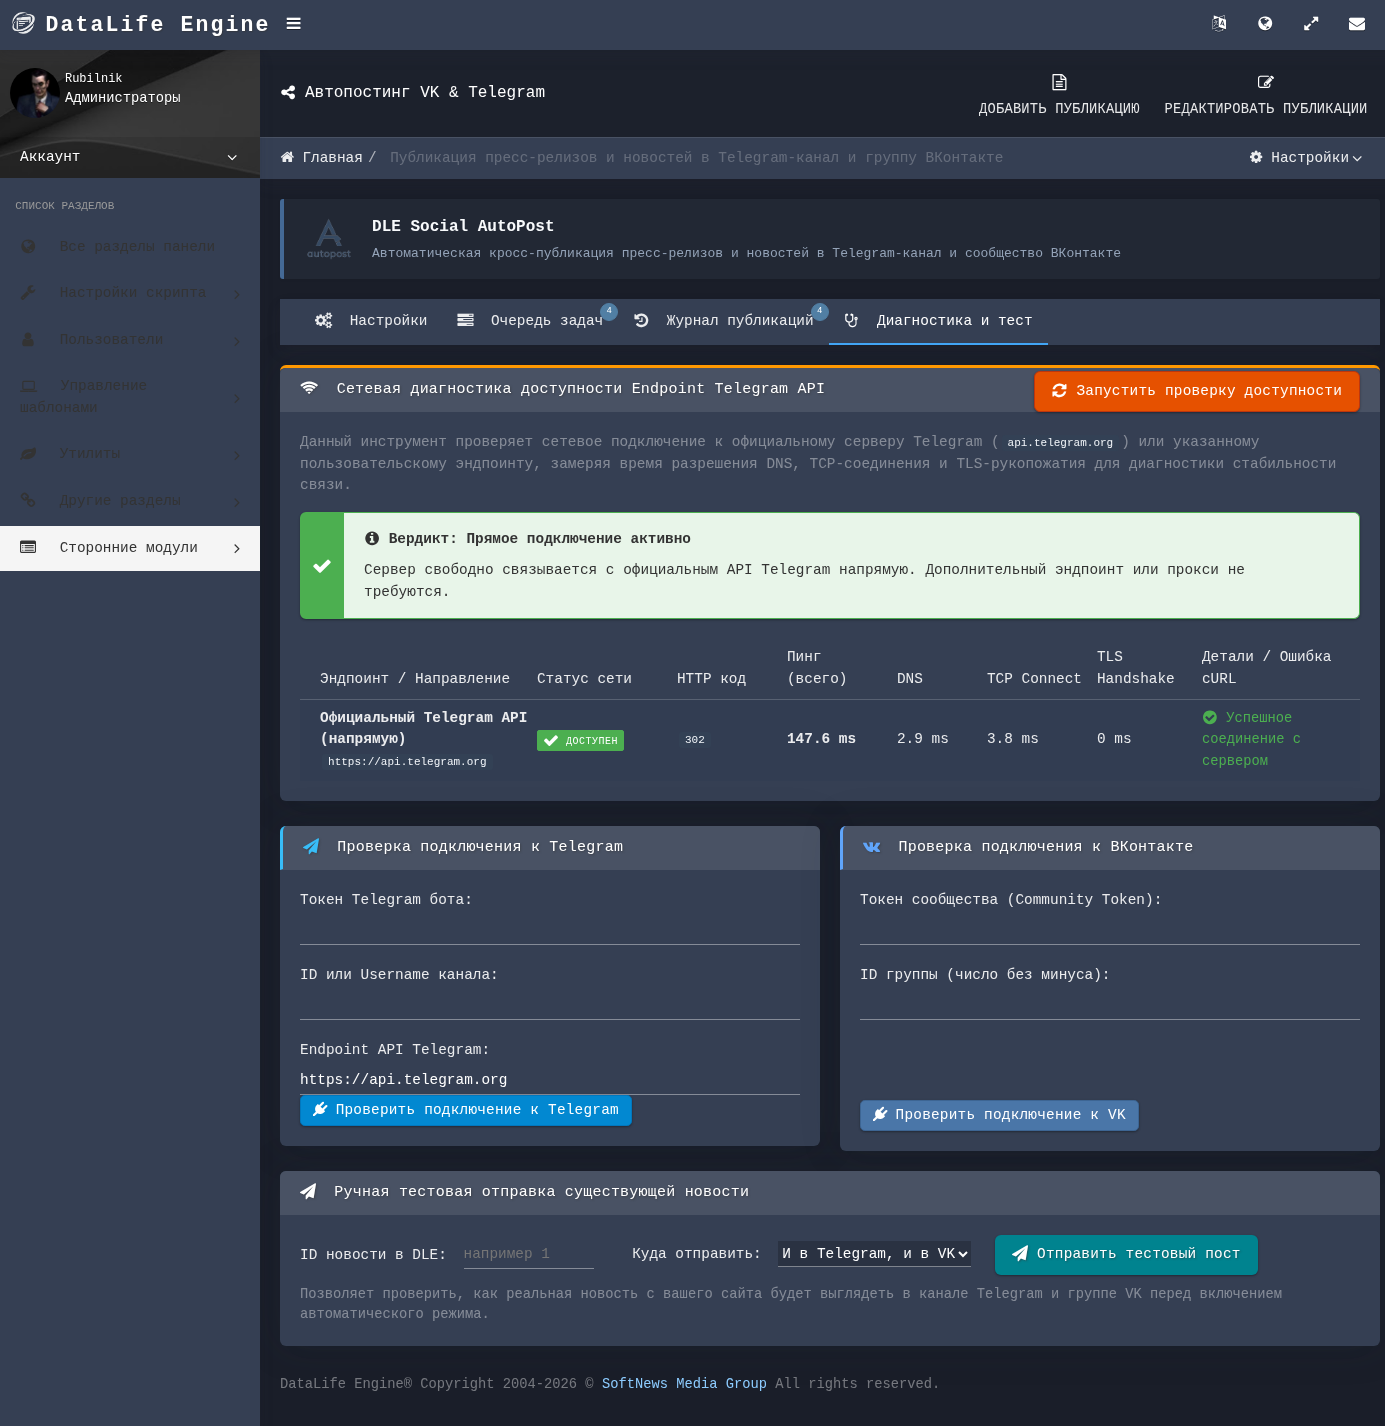 DataLife Engine
Rubilnik
Администраторы
Аккаунт
СПИСОК РАЗДЕЛОВ
Все разделы панели
Настройки скрипта
Пользователи
Управление
шаблонами
Утилиты
Другие разделы
Сторонние модули
Автопостинг VK & Telegram
ДОБАВИТЬ ПУБЛИКАЦИЮ
РЕДАКТИРОВАТЬ ПУБЛИКАЦИИ
Главная / Публикация пресс-релизов и новостей в Telegram-канал и группу ВКонтакте
Настройки
autopost
DLE Social AutoPost
Автоматическая кросс-публикация пресс-релизов и новостей в Telegram-канал и сообщество ВКонтакте
Настройки
Очередь задач 4
Журнал публикаций 4
Диагностика и тест
Сетевая диагностика доступности Endpoint Telegram API
Запустить проверку доступности
Данный инструмент проверяет сетевое подключение к официальному серверу Telegram ( api.telegram.org ) или указанному
пользовательскому эндпоинту, замеряя время разрешения DNS, TCP-соединения и TLS-рукопожатия для диагностики стабильности
связи.
Вердикт: Прямое подключение активно
Сервер свободно связывается с официальным API Telegram напрямую. Дополнительный эндпоинт или прокси не
требуются.
Эндпоинт / Направление
Статус сети
HTTP код
Пинг
(всего)
DNS
TCP Connect
TLS
Handshake
Детали / Ошибка
cURL
Официальный Telegram API
(напрямую)
https://api.telegram.org
ДОСТУПЕН
302
147.6 ms
2.9 ms
3.8 ms
0 ms
Успешное
соединение с
сервером
Проверка подключения к Telegram
Токен Telegram бота:
ID или Username канала:
Endpoint API Telegram:
https://api.telegram.org
Проверить подключение к Telegram
Проверка подключения к ВКонтакте
Токен сообщества (Community Token):
ID группы (число без минуса):
Проверить подключение к VK
Ручная тестовая отправка существующей новости
ID новости в DLE: например 1
Куда отправить: И в Telegram, и в VK
Отправить тестовый пост
Позволяет проверить, как реальная новость с вашего сайта будет выглядеть в канале Telegram и группе VK перед включением
автоматического режима.
DataLife Engine® Copyright 2004-2026 © SoftNews Media Group All rights reserved.